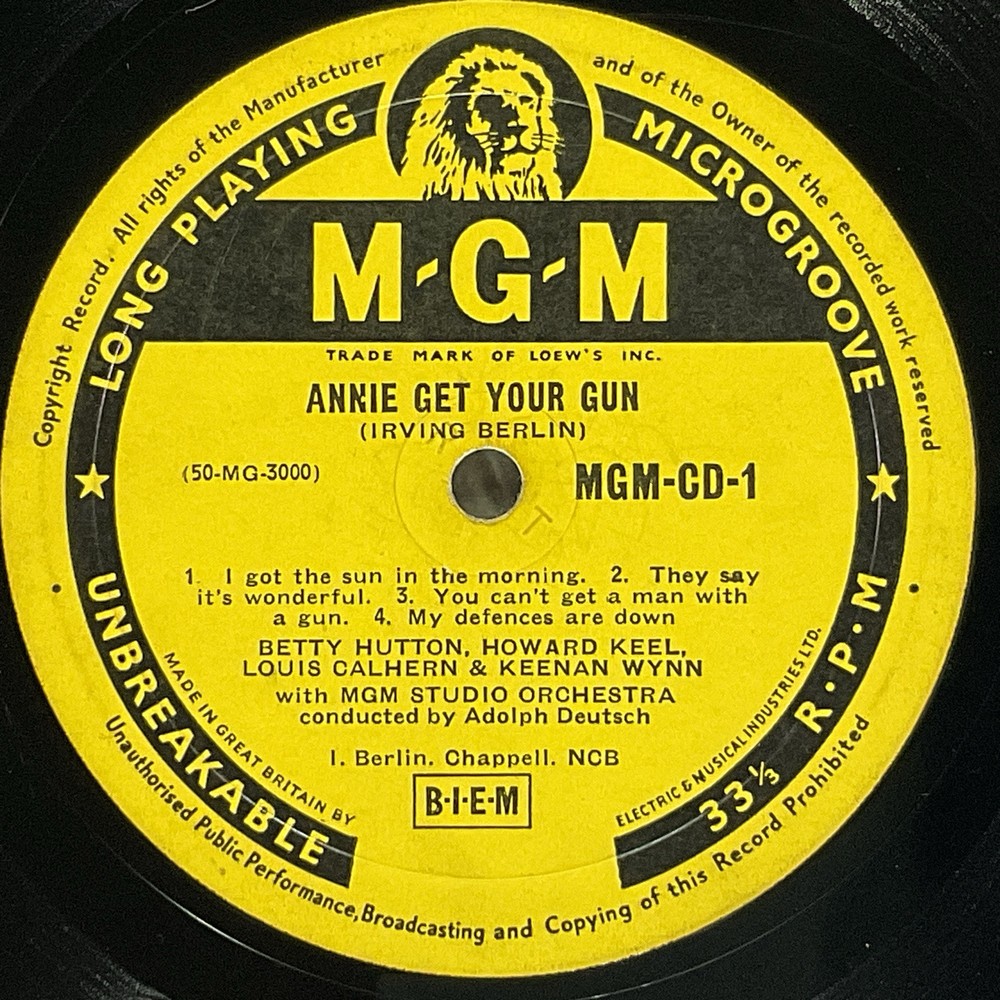 Copyright Record. All rights of the Manufacturer and of the Owner of the recorded work reserved
LONG PLAYING MICROGROOVE
M-G-M
TRADE MARK OF LOEW'S INC.
ANNIE GET YOUR GUN
(IRVING BERLIN)
(50-MG-3000)
MGM-CD-1
1. I got the sun in the morning. 2. They say
it's wonderful. 3. You can't get a man with
a gun. 4. My defences are down
BETTY HUTTON, HOWARD KEEL,
LOUIS CALHERN & KEENAN WYNN
with MGM STUDIO ORCHESTRA
conducted by Adolph Deutsch
I. Berlin. Chappell. NCB
B·I·E·M
MADE IN GREAT BRITAIN BY ELECTRIC & MUSICAL INDUSTRIES LTD.
UNBREAKABLE
33⅓ R·P·M
Unauthorised Public Performance, Broadcasting and Copying of this Record Prohibited